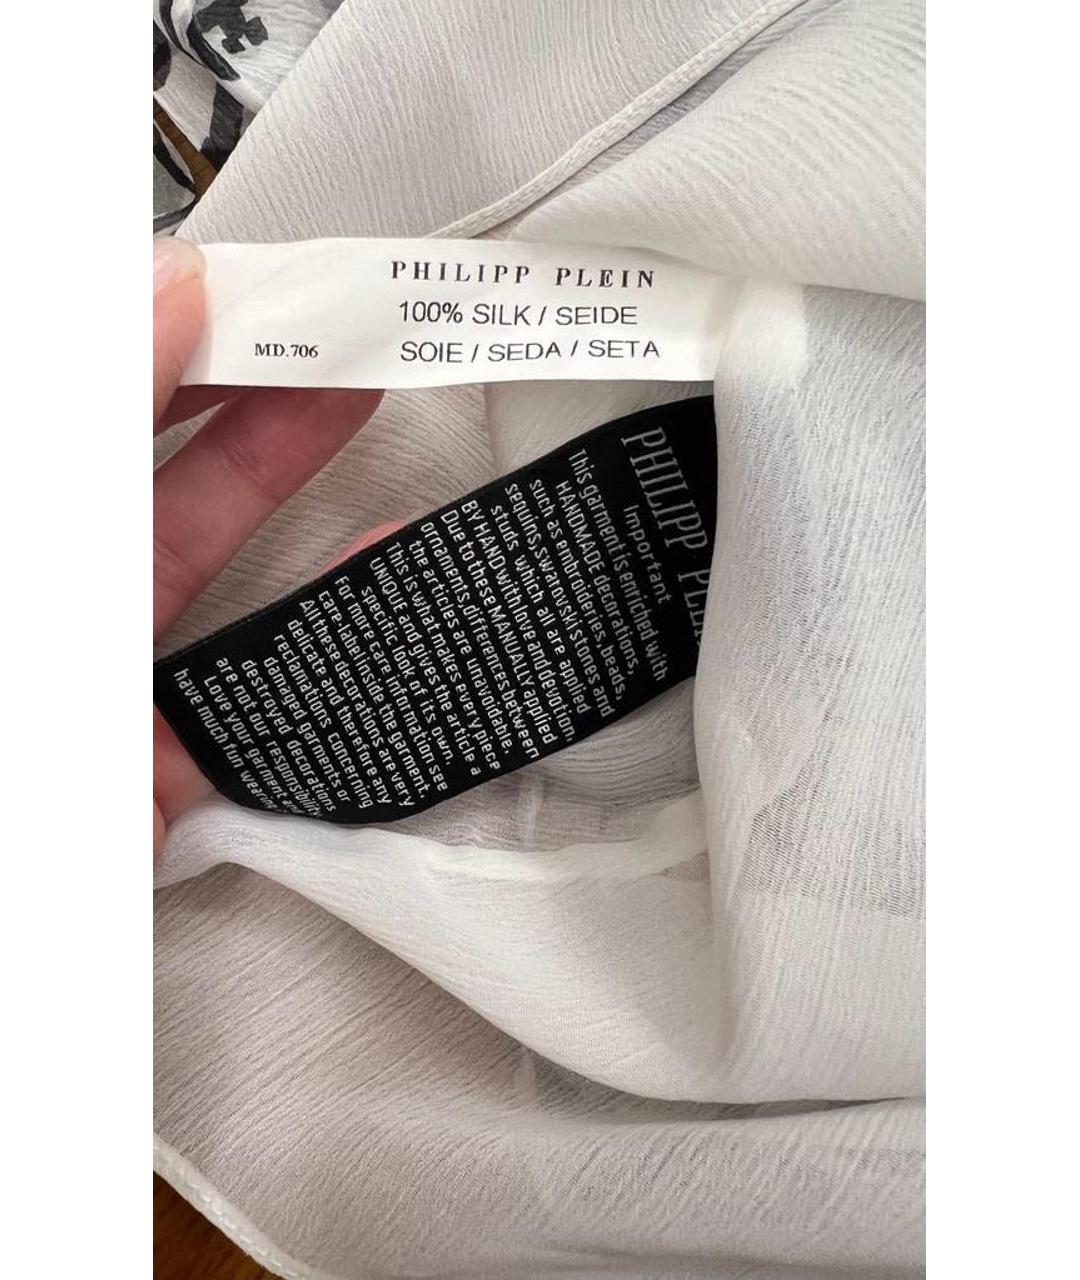 PHILIPP PLEIN
100% SILK / SEIDE
MD.706
SOIE / SEDA / SETA
PHILIPP
Important
This garment is enriched with
HANDMADE decorations,
such as embroideries, beads,
sequins, swarovski stones and
studs which all are applied
BY HAND with love and devotion.
Due to these MANUALLY applied
ornaments, differences between
the articles are unavoidable.
This is what makes every piece
UNIQUE and gives the article a
specific look of its own
For more care information see
care label inside the garment.
All these decorations are very
delicate and therefore any
reclamations concerning
damaged garments or
destroyed decorations
are not our responsibility
Love your garment and
have much fun wearing